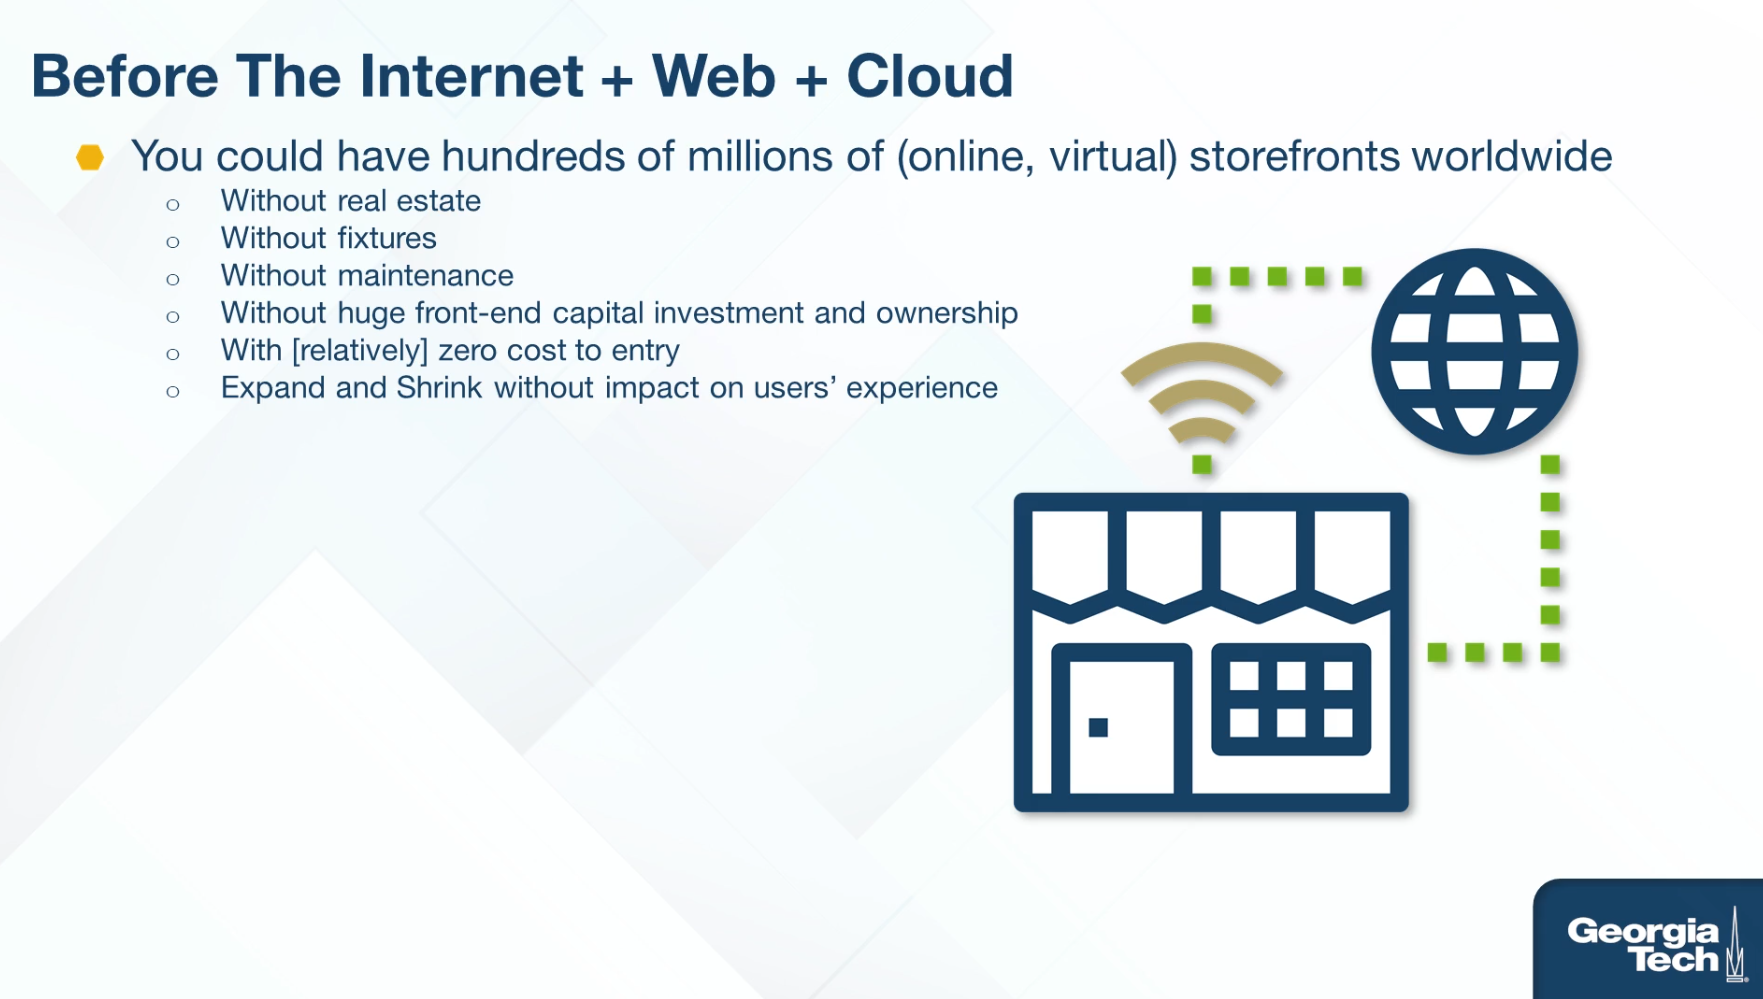 Before The Internet + Web + Cloud
You could have hundreds of millions of (online, virtual) storefronts worldwide
Without real estate
Without fixtures
Without maintenance
Without huge front-end capital investment and ownership
With [relatively] zero cost to entry
Expand and Shrink without impact on users’ experience
Georgia
Tech